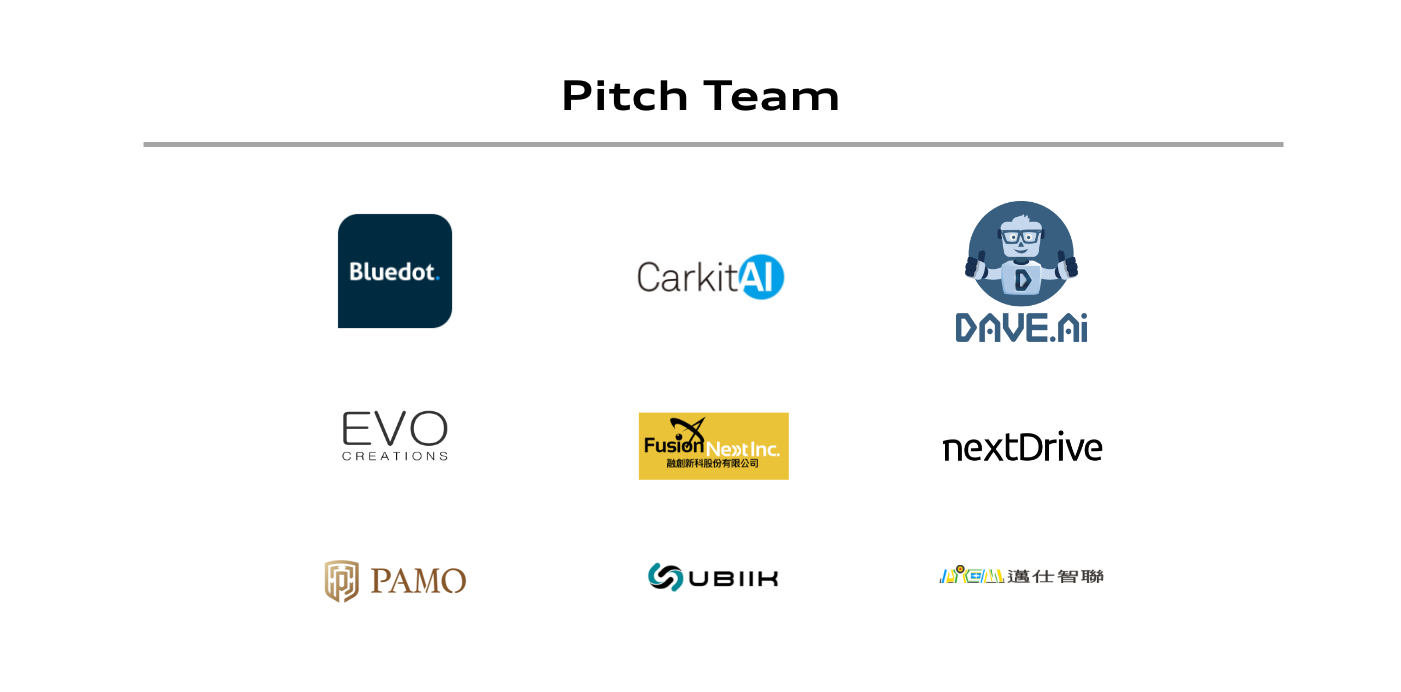 Pitch Team
Bluedot.
CarkitAI
D
DAVE.Ai
EVO
CREATIONS
Fusion Next Inc.
融創新科股份有限公司
nextDrive
PAMO
UBIIK
邁仕智聯